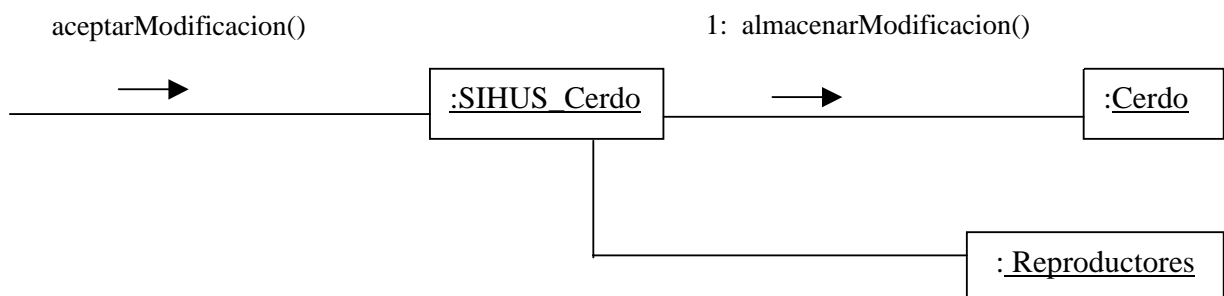 aceptarModificacion()
1: almacenarModificacion()
:SIHUS_Cerdo
:Cerdo
: Reproductores